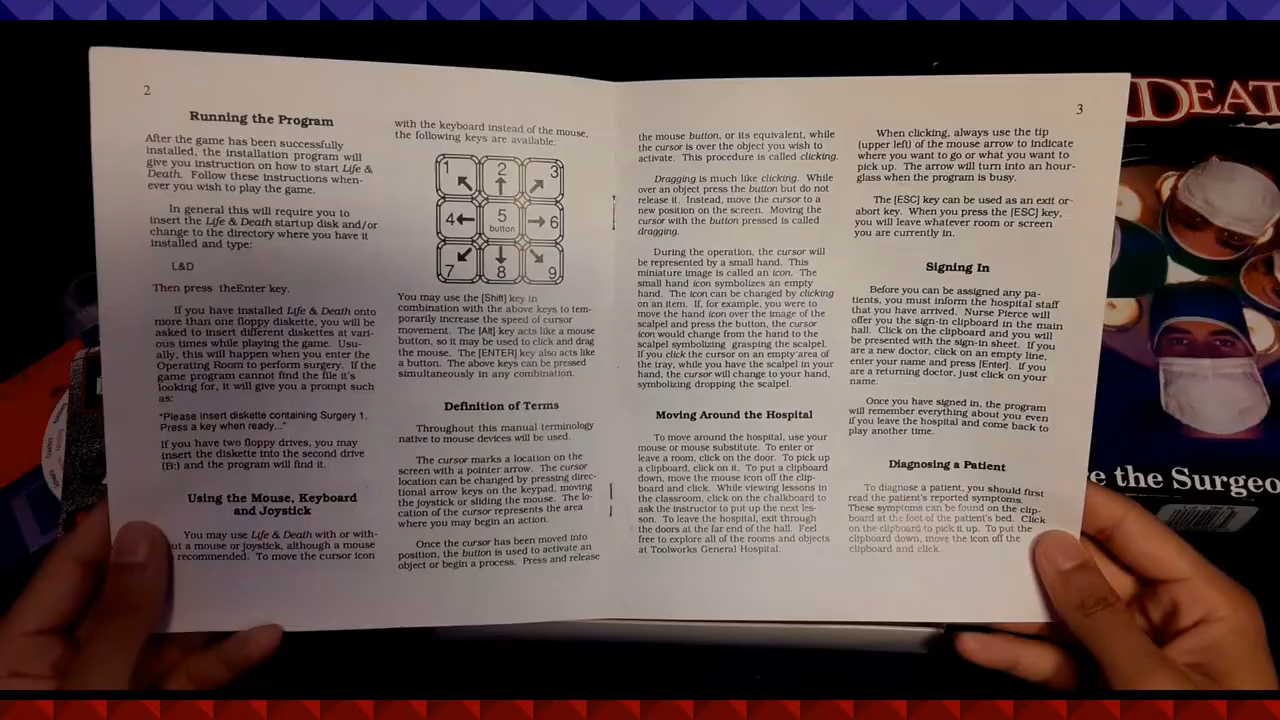 2
Running the Program
After the game has been successfully
installed, the installation program will
give you instruction on how to start Life &
Death. Follow these instructions when-
ever you wish to play the game.
In general this will require you to
insert the Life & Death startup disk and/or
change to the directory where you have it
installed and type:
L&D
Then press theEnter key.
If you have installed Life & Death onto
more than one floppy diskette, you will be
asked to insert different diskettes at vari-
ous times while playing the game. Usu-
ally, this will happen when you enter the
Operating Room to perform surgery. If the
game program cannot find the file it's
looking for, it will give you a prompt such
as:
"Please insert diskette containing Surgery 1.
Press a key when ready..."
If you have two floppy drives, you may
insert the diskette into the second drive
(B:) and the program will find it.
Using the Mouse, Keyboard
and Joystick
You may use Life & Death with or with-
out a mouse or joystick, although a mouse
recommended. To move the cursor icon
with the keyboard instead of the mouse,
the following keys are available:
1 2 3
4 5 6
button
7 8 9
You may use the [Shift] key in
combination with the above keys to tem-
porarily increase the speed of cursor
movement. The [Alt] key acts like a mouse
button, so it may be used to click and drag
the mouse. The [ENTER] key also acts like
a button. The above keys can be pressed
simultaneously in any combination.
Definition of Terms
Throughout this manual terminology
native to mouse devices will be used.
The cursor marks a location on the
screen with a pointer arrow. The cursor
location can be changed by pressing direc-
tional arrow keys on the keypad, moving
the joystick or sliding the mouse. The lo-
cation of the cursor represents the area
where you may begin an action.
Once the cursor has been moved into
position, the button is used to activate an
object or begin a process. Press and release
3
the mouse button, or its equivalent, while
the cursor is over the object you wish to
activate. This procedure is called clicking.
Dragging is much like clicking. While
over an object press the button but do not
release it. Instead, move the cursor to a
new position on the screen. Moving the
cursor with the button pressed is called
dragging.
During the operation, the cursor will
be represented by a small hand. This
miniature image is called an icon. The
small hand icon symbolizes an empty
hand. The icon can be changed by clicking
on an item. If, for example, you were to
move the hand icon over the image of the
scalpel and press the button, the cursor
icon would change from the hand to the
scalpel symbolizing grasping the scalpel.
If you click the cursor on an empty area of
the tray, while you have the scalpel in your
hand, the cursor will change to your hand,
symbolizing dropping the scalpel.
Moving Around the Hospital
To move around the hospital, use your
mouse or mouse substitute. To enter or
leave a room, click on the door. To pick up
a clipboard, click on it. To put a clipboard
down, move the mouse icon off the clip-
board and click. While viewing lessons in
the classroom, click on the chalkboard to
ask the instructor to put up the next les-
son. To leave the hospital, exit through
the doors at the far end of the hall. Feel
free to explore all of the rooms and objects
at Toolworks General Hospital.
When clicking, always use the tip
(upper left) of the mouse arrow to indicate
where you want to go or what you want to
pick up. The arrow will turn into an hour-
glass when the program is busy.
The [ESC] key can be used as an exit or
abort key. When you press the [ESC] key,
you will leave whatever room or screen
you are currently in.
Signing In
Before you can be assigned any pa-
tients, you must inform the hospital staff
that you have arrived. Nurse Pierce will
offer you the sign-in clipboard in the main
hall. Click on the clipboard and you will
be presented with the sign-in sheet. If you
are a new doctor, click on an empty line,
enter your name and press [Enter]. If you
are a returning doctor, just click on your
name.
Once you have signed in, the program
will remember everything about you even
if you leave the hospital and come back to
play another time.
Diagnosing a Patient
To diagnose a patient, you should first
read the patient's reported symptoms.
These symptoms can be found on the clip-
board at the foot of the patient's bed. Click
on the clipboard to pick it up. To put the
clipboard down, move the icon off the
clipboard and click.
DEAT
e the Surgeo